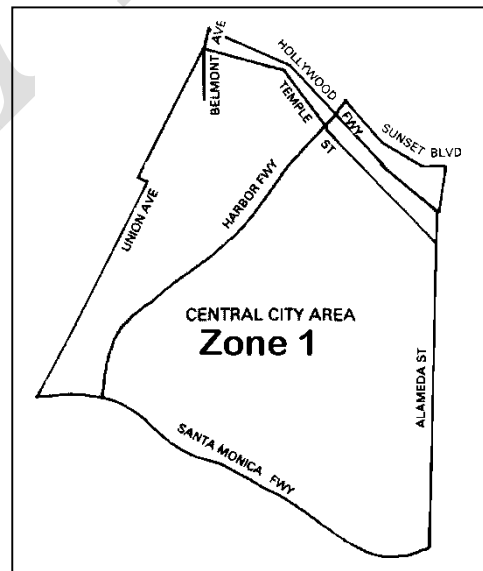 BELMONT AVE
HOLLYWOOD FWY
TEMPLE ST
SUNSET BLVD
HARBOR FWY
UNION AVE
CENTRAL CITY AREA
Zone 1
ALAMEDA ST
SANTA MONICA FWY